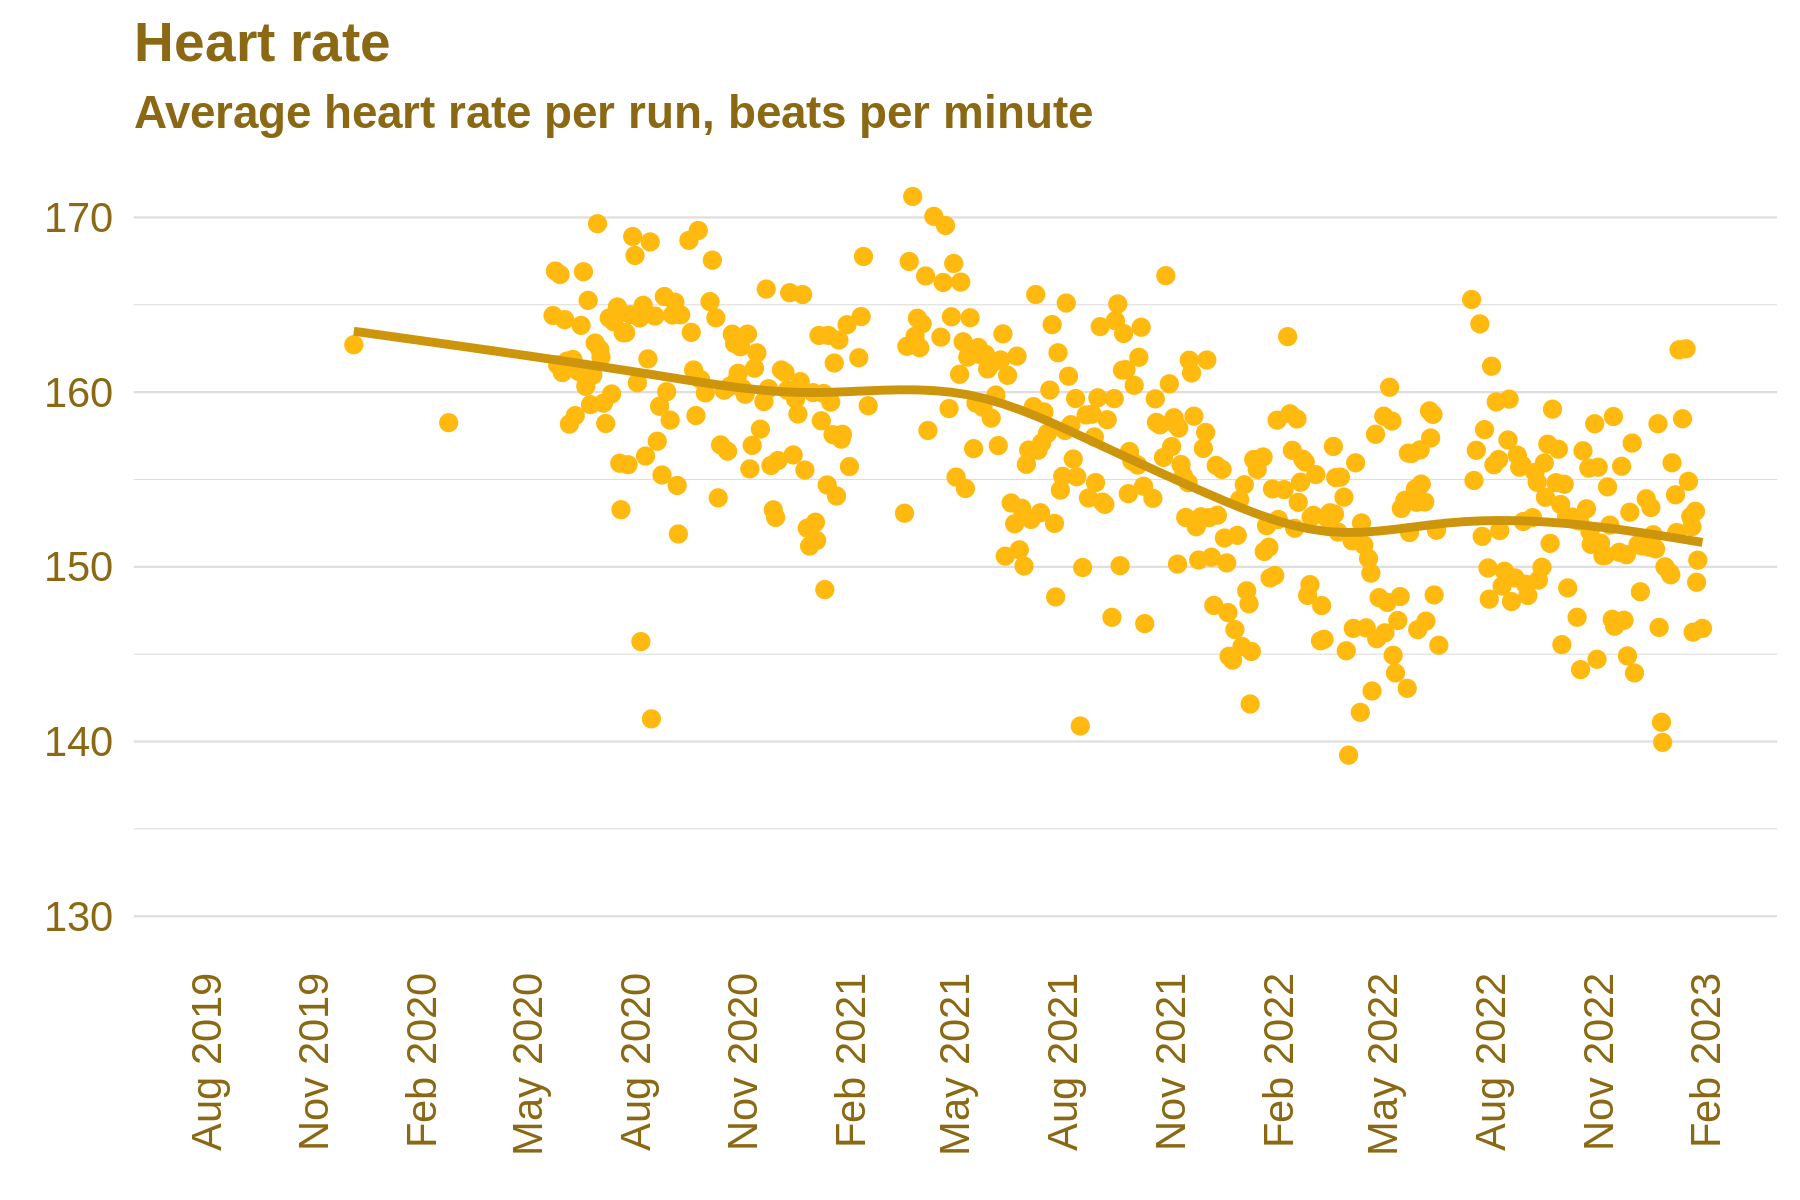 Heart rate
Average heart rate per run, beats per minute
170
160
150
140
130
Aug 2019
Nov 2019
Feb 2020
May 2020
Aug 2020
Nov 2020
Feb 2021
May 2021
Aug 2021
Nov 2021
Feb 2022
May 2022
Aug 2022
Nov 2022
Feb 2023